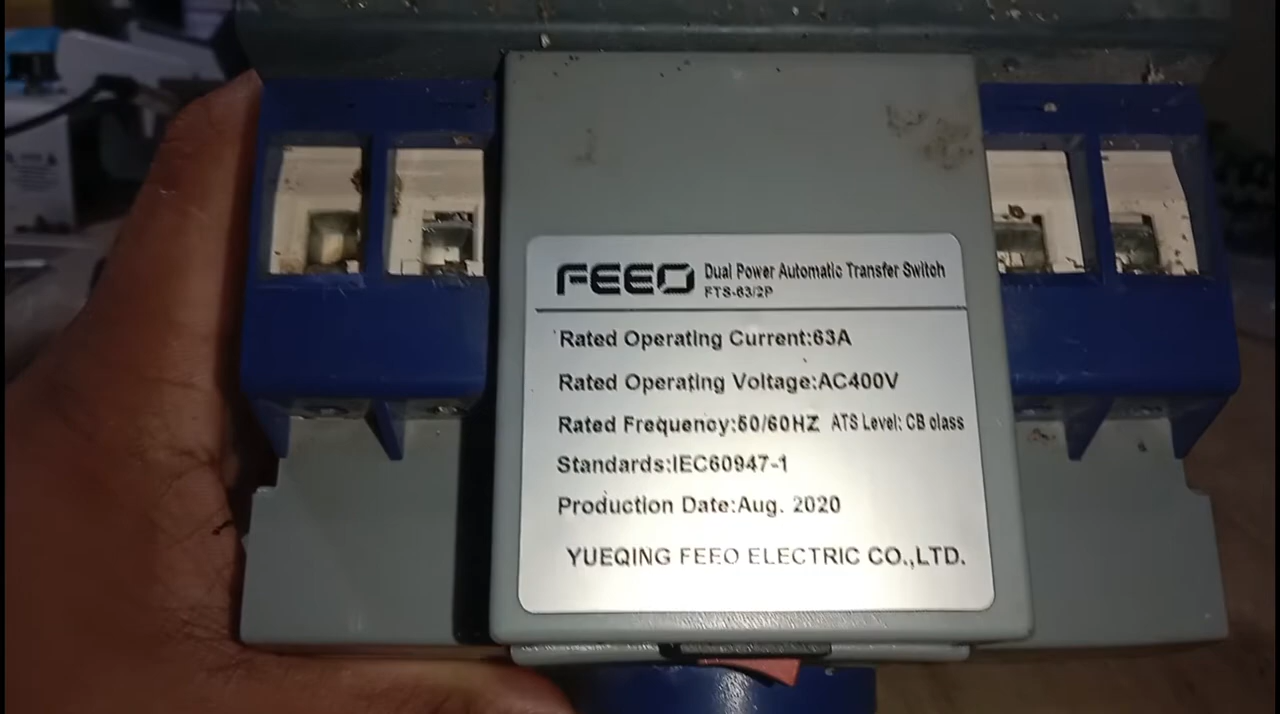 FEEO Dual Power Automatic Transfer Switch
FTS-63/2P
Rated Operating Current:63A
Rated Operating Voltage:AC400V
Rated Frequency:50/60HZ ATS Level: CB class
Standards:IEC60947-1
Production Date:Aug. 2020
YUEQING FEEO ELECTRIC CO.,LTD.